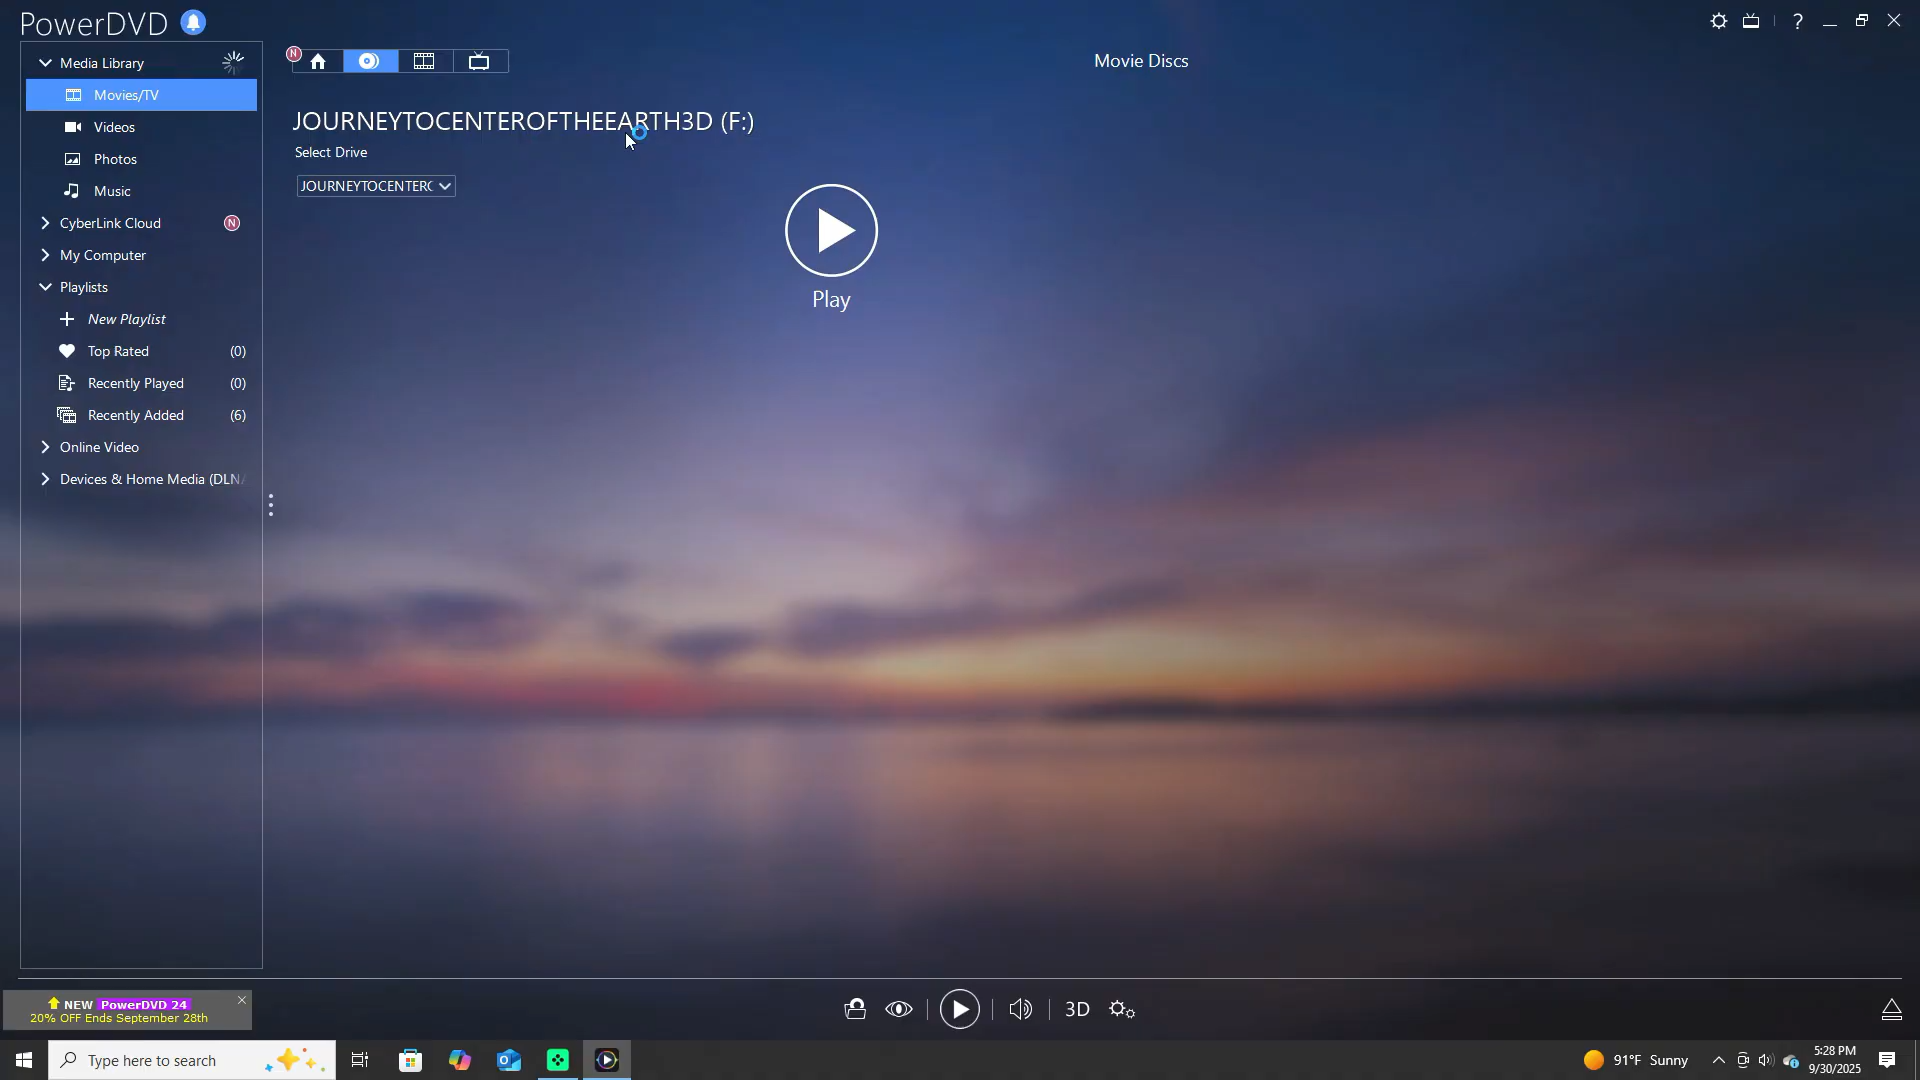 PowerDVD
Media Library
Movies/TV
Videos
Photos
Music
CyberLink Cloud
N
My Computer
Playlists
New Playlist
Top Rated (0)
Recently Played (0)
Recently Added (6)
Online Video
Devices & Home Media (DLNA
N
Movie Discs
JOURNEYTOCENTEROFTHEEARTH3D (F:)
Select Drive
JOURNEYTOCENTERO
Play
?
NEW PowerDVD 24
20% OFF Ends September 28th
3D
Type here to search
91°F Sunny
5:28 PM
9/30/2025